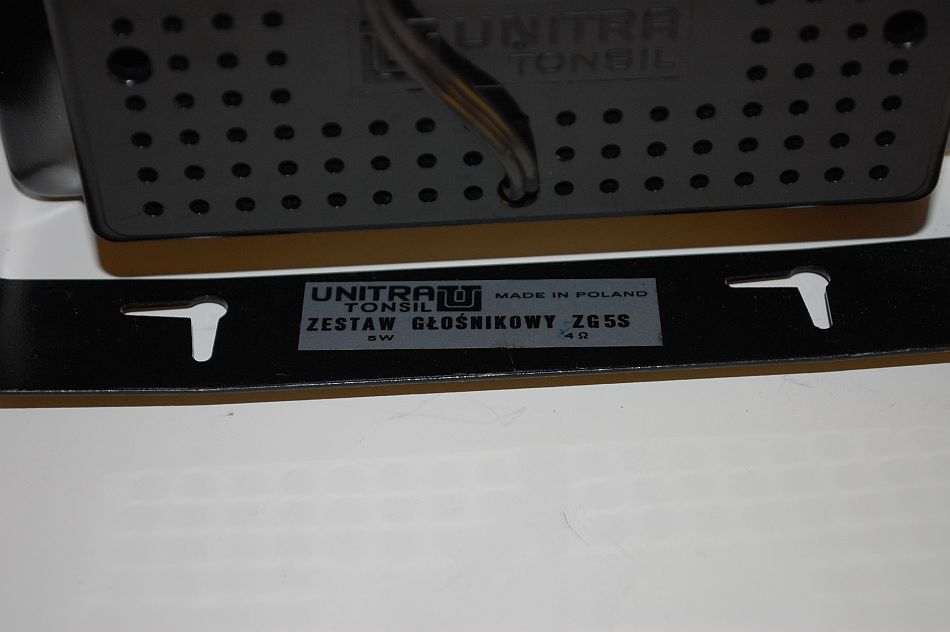 UNITRA
TONSIL
UNITRA
TONSIL
MADE IN POLAND
ZESTAW GŁOŚNIKOWY ZG5S
5W 4Ω